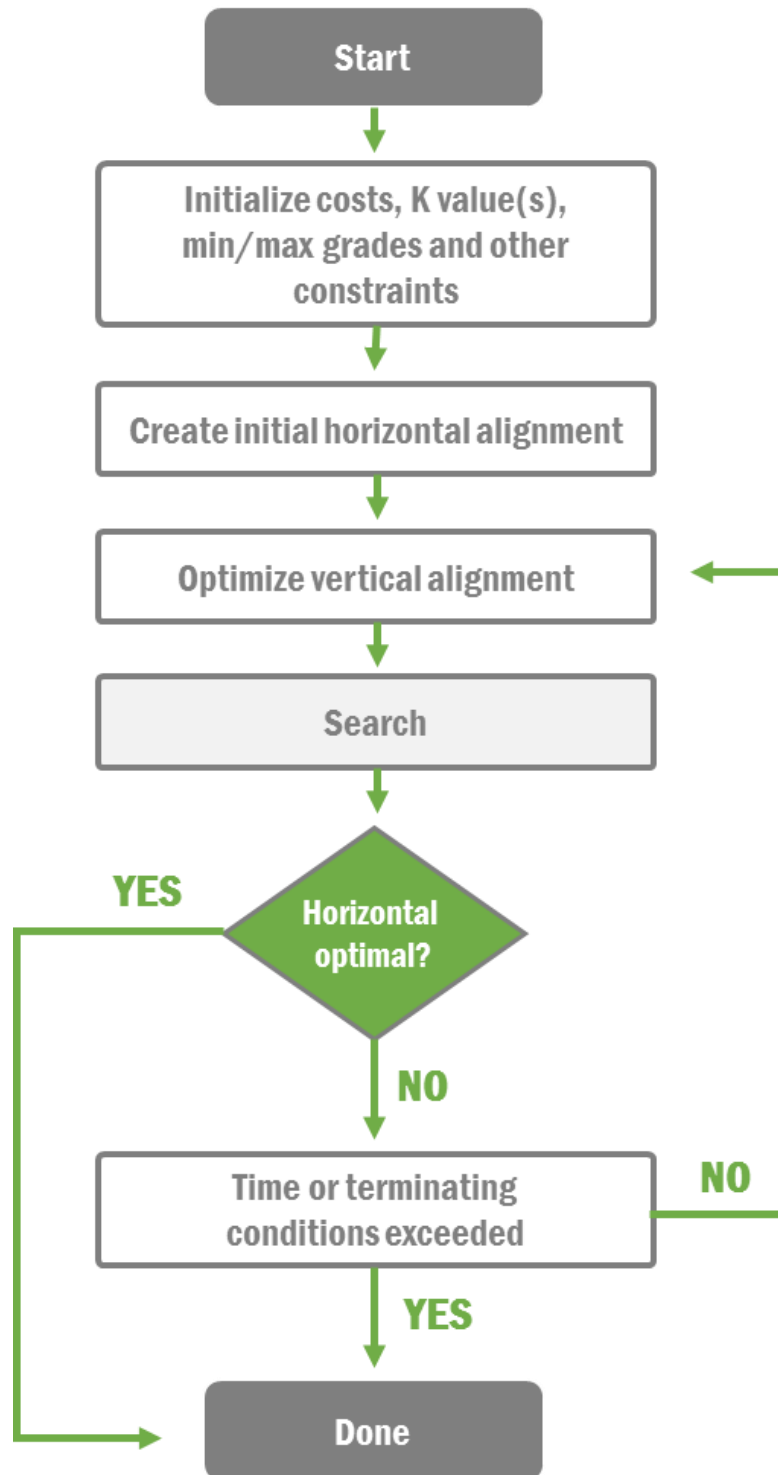 Start
Initialize costs, K value(s),
min/max grades and other
constraints
Create initial horizontal alignment
Optimize vertical alignment
Search
YES
Horizontal
optimal?
NO
Time or terminating
conditions exceeded
NO
YES
Done